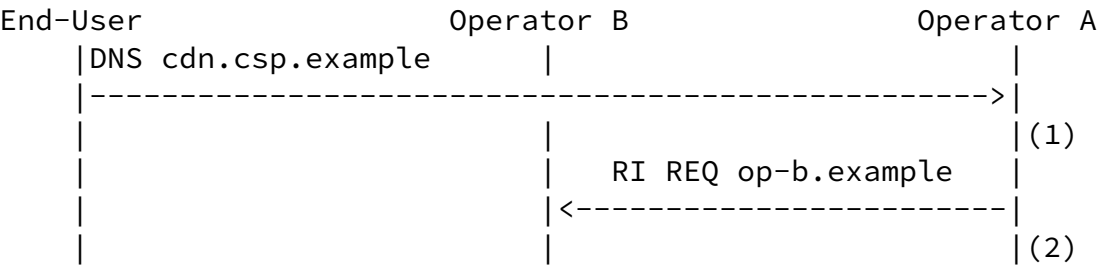 End-User Operator B Operator A
|DNS cdn.csp.example | |
|-------------------------------------------------->|
| | |(1)
| | RI REQ op-b.example |
| |<------------------------|
| | |(2)